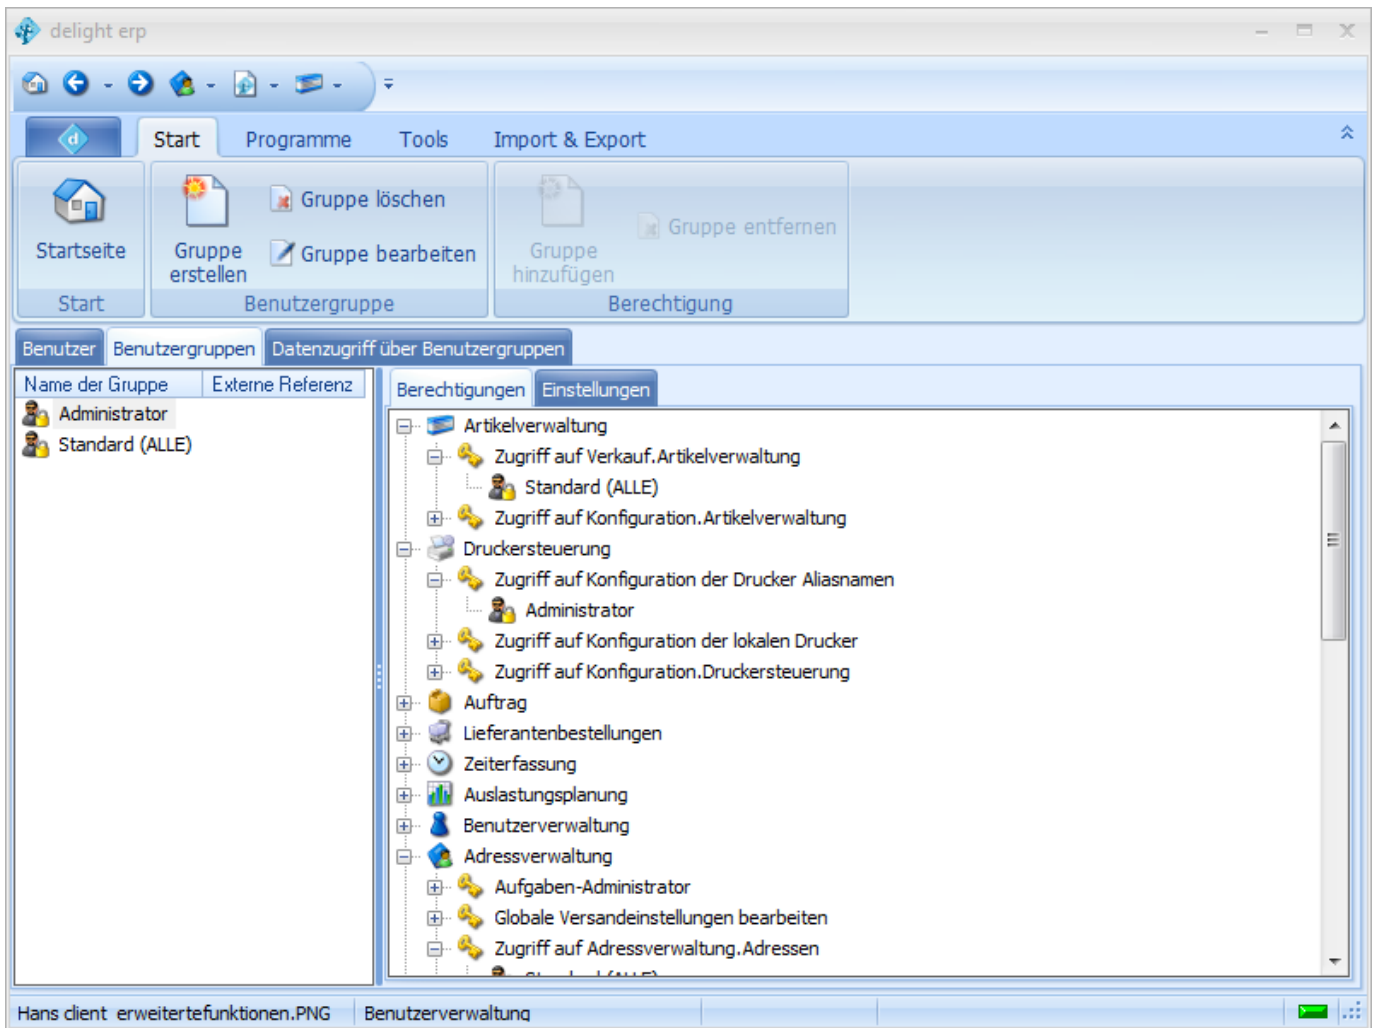 delight erp
Start Programme Tools Import & Export
Startseite
Gruppe erstellen
Gruppe löschen
Gruppe bearbeiten
Gruppe hinzufügen
Gruppe entfernen
Start Benutzergruppe Berechtigung
Benutzer Benutzergruppen Datenzugriff über Benutzergruppen
Name der Gruppe Externe Referenz
Administrator
Standard (ALLE)
Berechtigungen Einstellungen
Artikelverwaltung
Zugriff auf Verkauf.Artikelverwaltung
Standard (ALLE)
Zugriff auf Konfiguration.Artikelverwaltung
Druckersteuerung
Zugriff auf Konfiguration der Drucker Aliasnamen
Administrator
Zugriff auf Konfiguration der lokalen Drucker
Zugriff auf Konfiguration.Druckersteuerung
Auftrag
Lieferantenbestellungen
Zeiterfassung
Auslastungsplanung
Benutzerverwaltung
Adressverwaltung
Aufgaben-Administrator
Globale Versandeinstellungen bearbeiten
Zugriff auf Adressverwaltung.Adressen
Standard (ALLE)
Hans client erweitertefunktionen.PNG Benutzerverwaltung